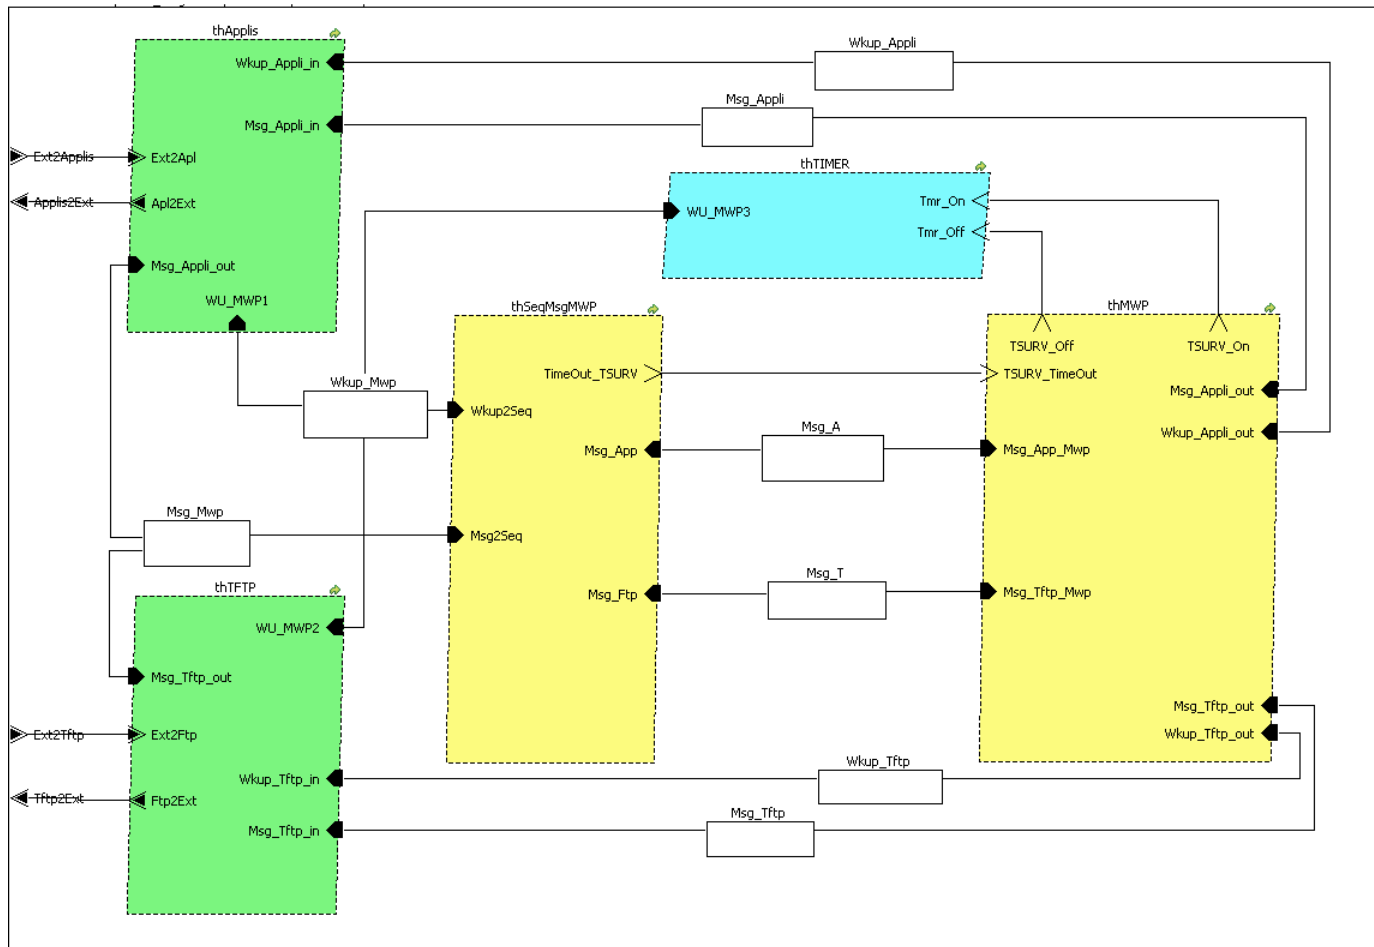 thApplis
Wkup_Appli
Wkup_Appli_in
Msg_Appli
Msg_Appli_in
Ext2Applis
Ext2Apl
thTIMER
Applis2Ext
Apl2Ext
Tmr_On
WU_MWP3
Tmr_Off
Msg_Appli_out
WU_MWP1
thSeqMsgMWP
thMWP
TSURV_Off
TSURV_On
TimeOut_TSURV
TSURV_TimeOut
Wkup_Mwp
Msg_Appli_out
Wkup2Seq
Msg_A
Wkup_Appli_out
Msg_App
Msg_App_Mwp
Msg_Mwp
Msg2Seq
Msg_T
thTFTP
Msg_Ftp
Msg_Tftp_Mwp
WU_MWP2
Msg_Tftp_out
Msg_Tftp_out
Ext2Tftp
Ext2Ftp
Wkup_Tftp_out
Wkup_Tftp
Wkup_Tftp_in
Tftp2Ext
Ftp2Ext
Msg_Tftp
Msg_Tftp_in